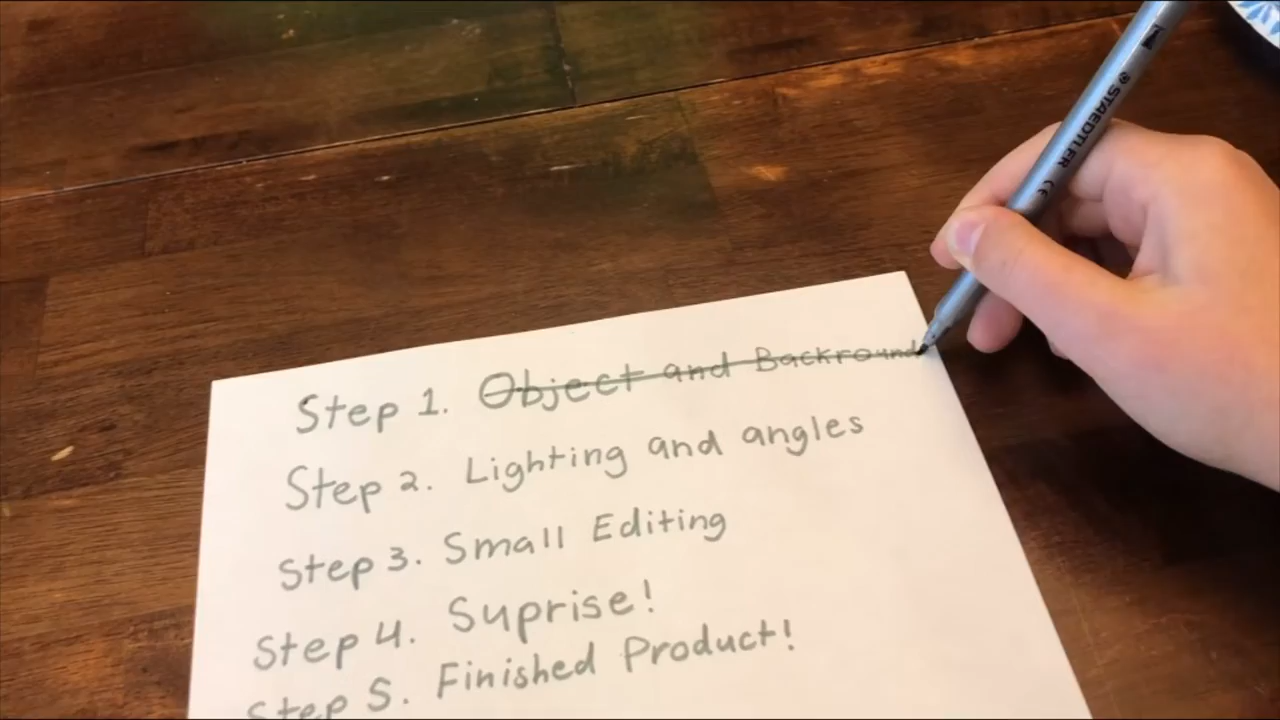 STAEDTLER CE
Step 1. Object and Backround
Step 2. Lighting and angles
Step 3. Small Editing
Step 4. Suprise!
Step 5. Finished Product!